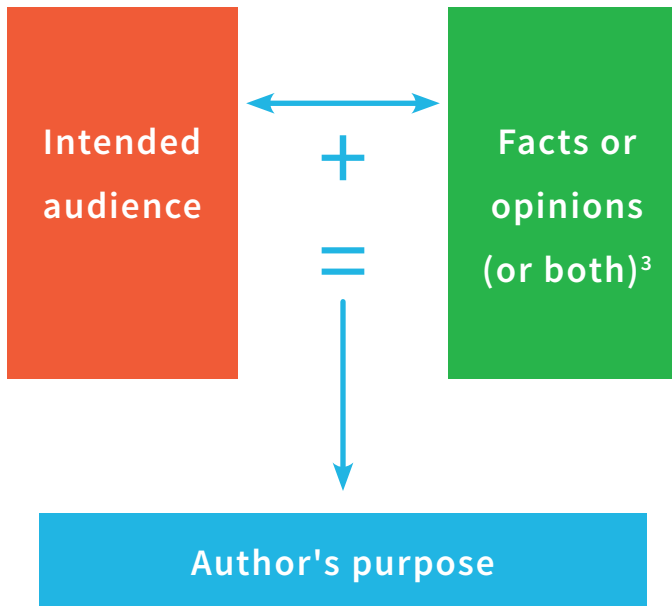 Intended
audience
+
=
Facts or
opinions
(or both)³
Author's purpose